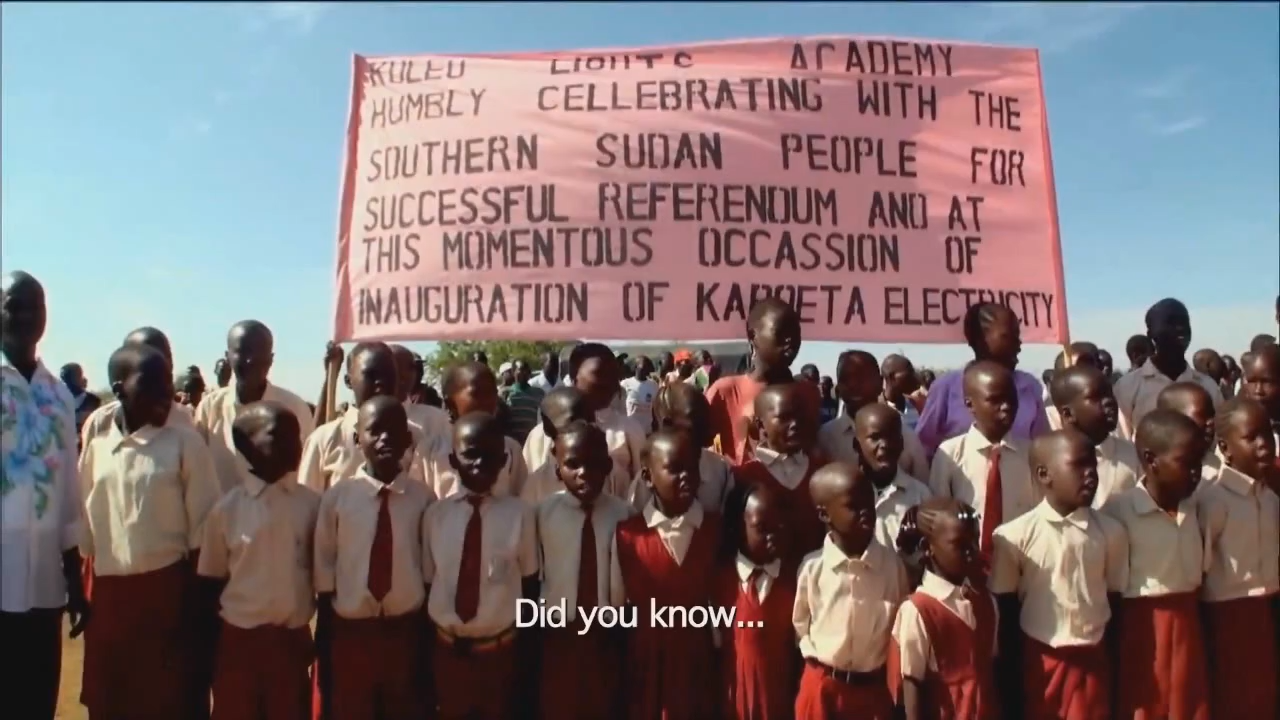 ACADEMY
HUMBLY CELLEBRATING WITH THE
SOUTHERN SUDAN PEOPLE FOR
SUCCESSFUL REFERENDUM AND AT
THIS MOMENTOUS OCCASSION OF
INAUGURATION OF KAPOETA ELECTRICITY
Did you know...